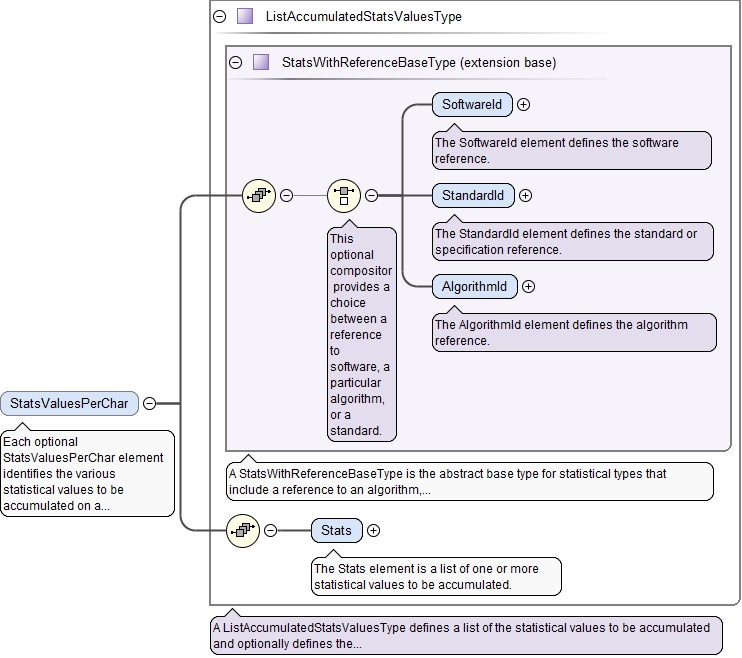 ListAccumulatedStatsValuesType
StatsWithReferenceBaseType (extension base)
SoftwareId
The SoftwareId element defines the software
reference.
StandardId
The StandardId element defines the standard or
specification reference.
This
optional
compositor
provides a
choice
between a
reference
to
software, a
particular
algorithm,
or a
standard.
AlgorithmId
The AlgorithmId element defines the algorithm
reference.
StatsValuesPerChar
Each optional
StatsValuesPerChar element
identifies the various
statistical values to be
accumulated on a...
A StatsWithReferenceBaseType is the abstract base type for statistical types that
include a reference to an algorithm,...
Stats
The Stats element is a list of one or more
statistical values to be accumulated.
A ListAccumulatedStatsValuesType defines a list of the statistical values to be accumulated
and optionally defines the...